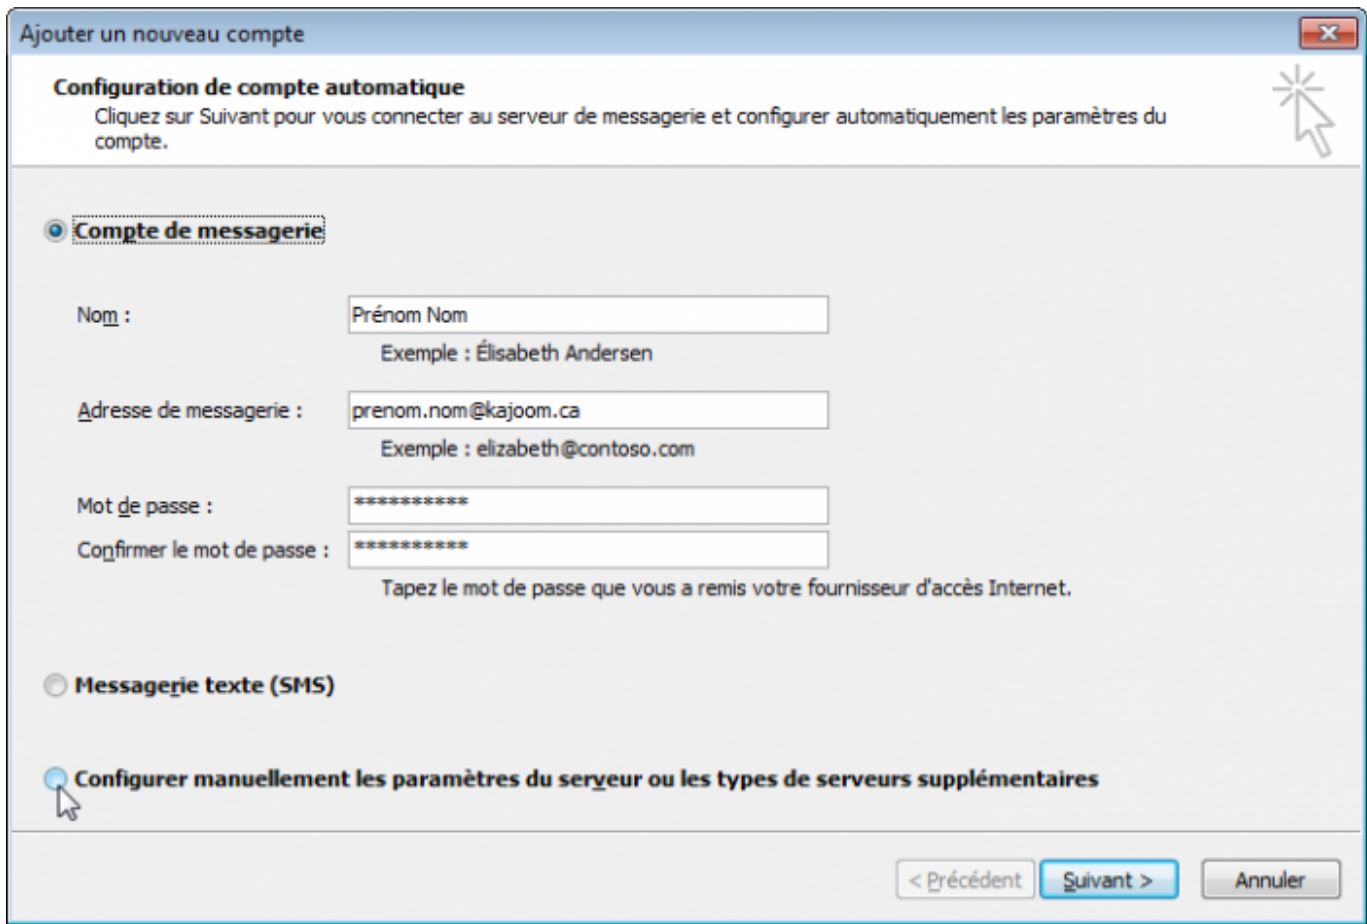 Ajouter un nouveau compte
Configuration de compte automatique
Cliquez sur Suivant pour vous connecter au serveur de messagerie et configurer automatiquement les paramètres du
compte.
Compte de messagerie
Nom : Prénom Nom
Exemple : Élisabeth Andersen
Adresse de messagerie : prenom.nom@kajoom.ca
Exemple : elizabeth@contoso.com
Mot de passe : **********
Confirmer le mot de passe : **********
Tapez le mot de passe que vous a remis votre fournisseur d'accès Internet.
Messagerie texte (SMS)
Configurer manuellement les paramètres du serveur ou les types de serveurs supplémentaires
< Précédent Suivant > Annuler